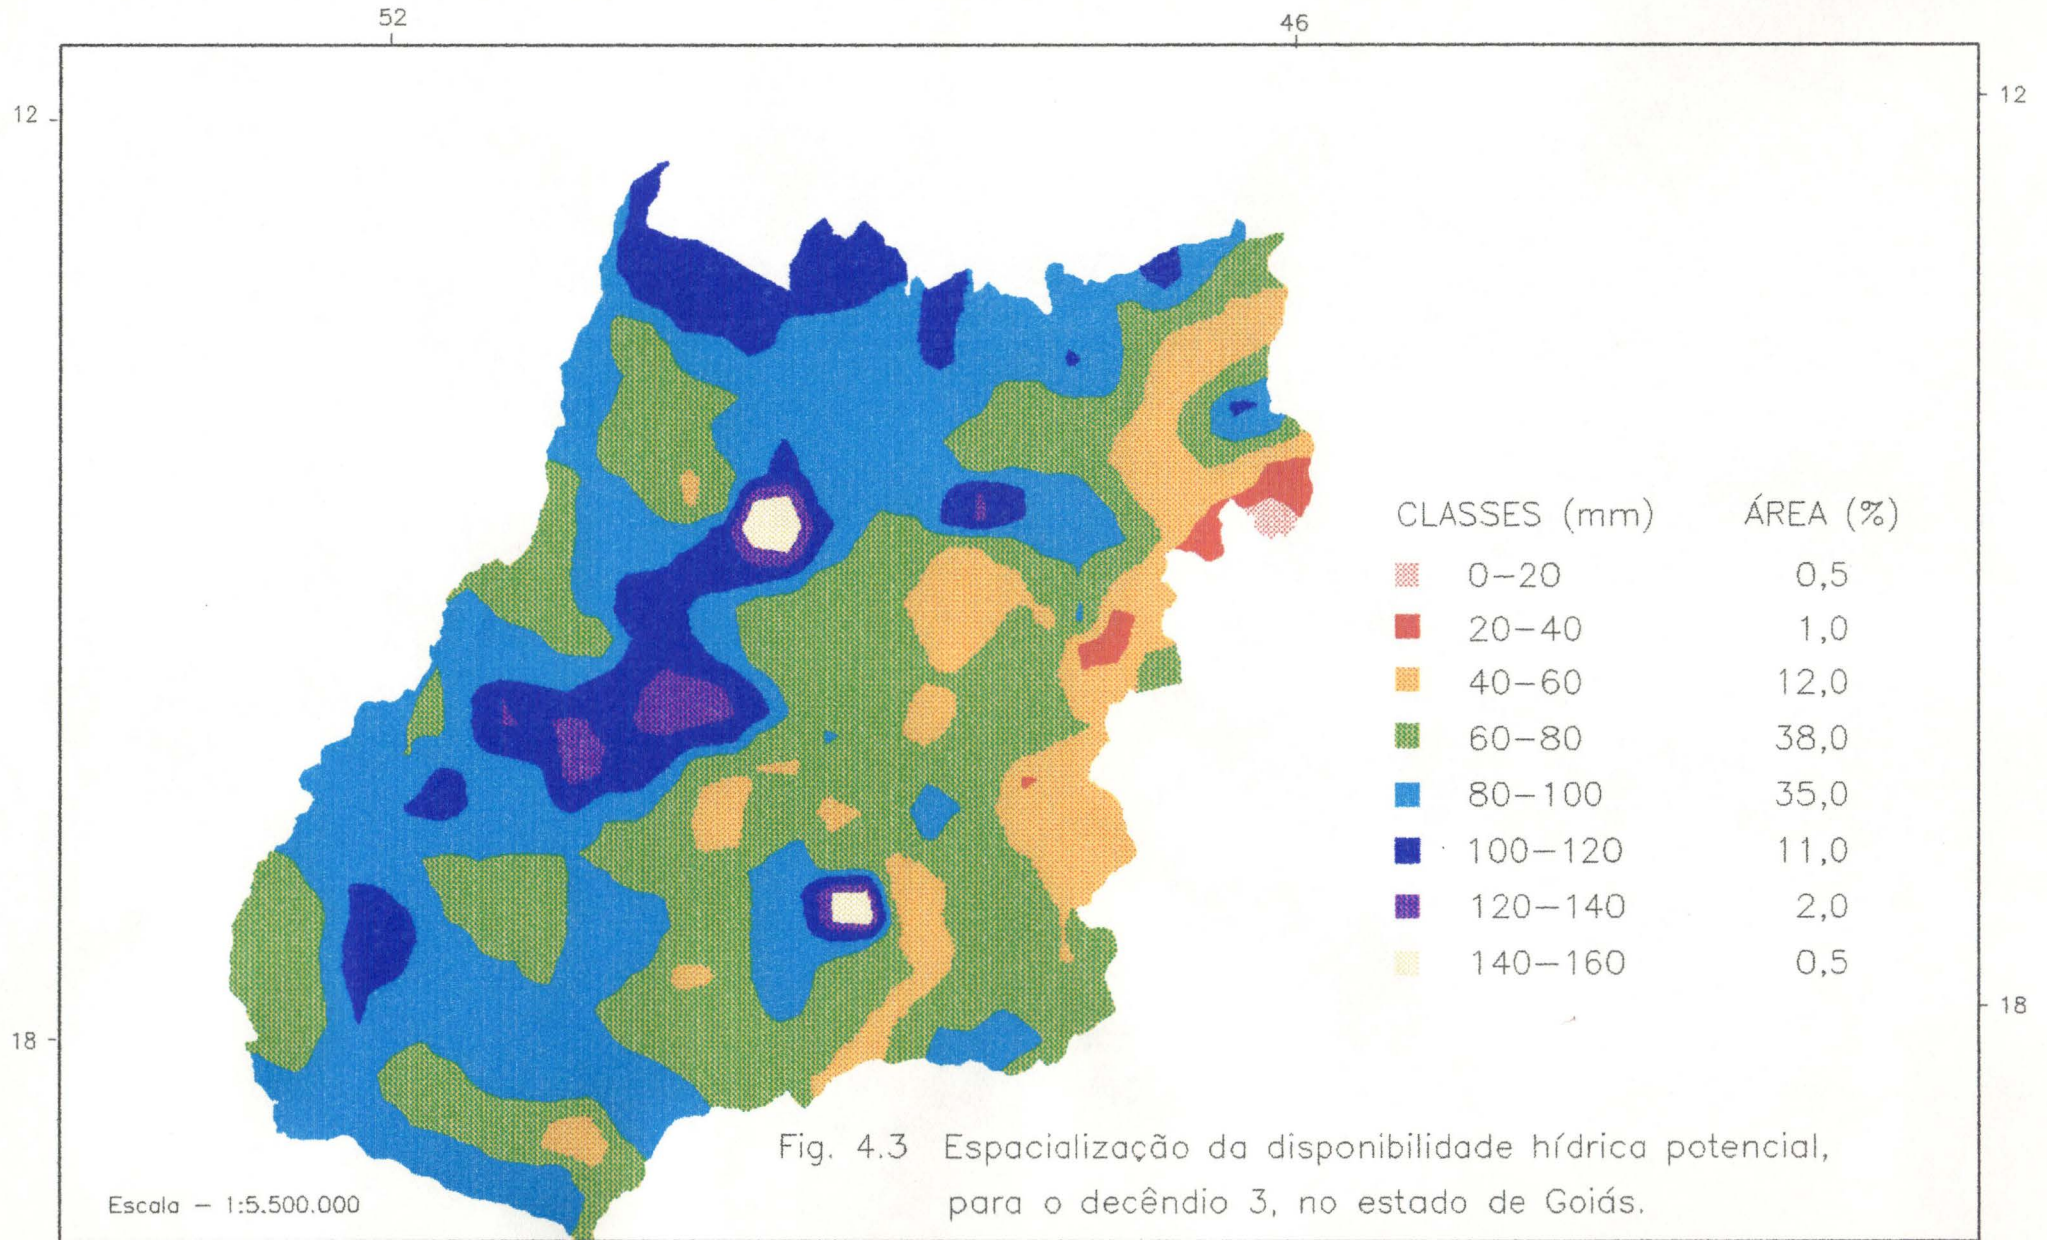 52 46
12 12
CLASSES (mm) ÁREA (%)
0–20 0,5
20–40 1,0
40–60 12,0
60–80 38,0
80–100 35,0
100–120 11,0
120–140 2,0
140–160 0,5
18 18
Fig. 4.3 Espacialização da disponibilidade hídrica potencial,
para o decêndio 3, no estado de Goiás.
Escala – 1:5.500.000